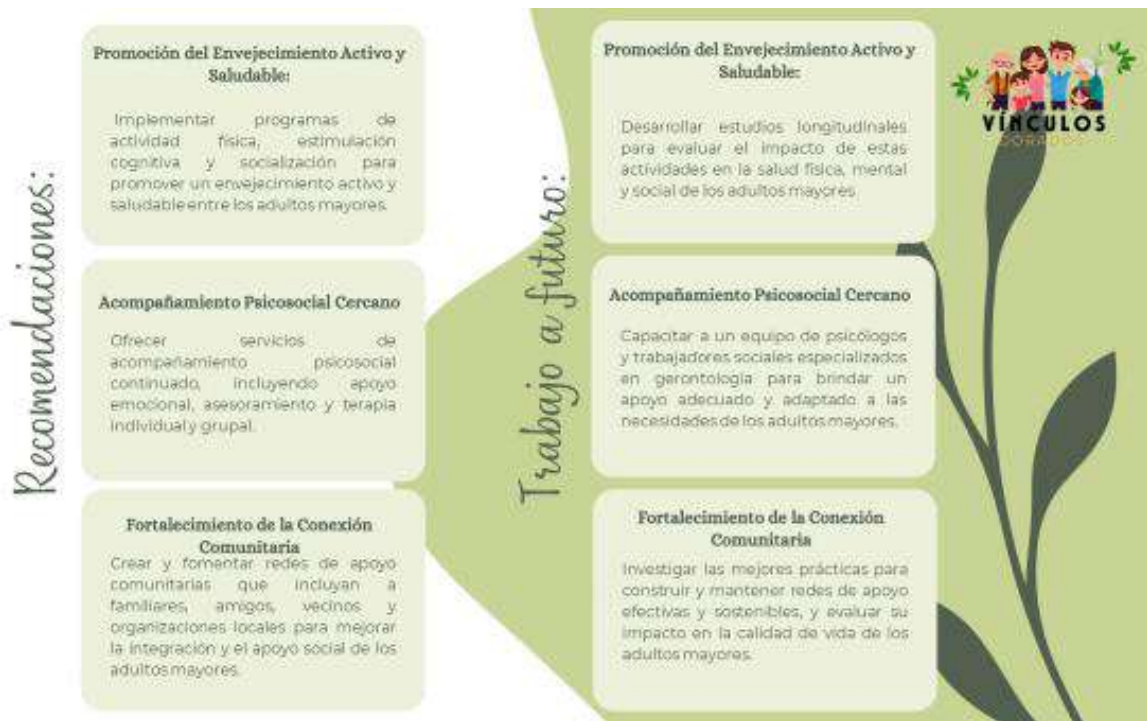 Recomendaciones:
Promoción del Envejecimiento Activo y
Saludable:
Implementar programas de
actividad física, estimulación
cognitiva y socialización para
promover un envejecimiento activo y
saludable entre los adultos mayores.
Acompañamiento Psicosocial Cercano
Ofrecer servicios de
acompañamiento psicosocial
continuado, incluyendo apoyo
emocional, asesoramiento y terapia
individual y grupal.
Fortalecimiento de la Conexión
Comunitaria
Crear y fomentar redes de apoyo
comunitarias que incluyan a
familiares, amigos, vecinos y
organizaciones locales para mejorar
la integración y el apoyo social de los
adultos mayores.
Trabajo a futuro:
Promoción del Envejecimiento Activo y
Saludable:
Desarrollar estudios longitudinales
para evaluar el impacto de estas
actividades en la salud física, mental
y social de los adultos mayores.
Acompañamiento Psicosocial Cercano
Capacitar a un equipo de psicólogos
y trabajadores sociales especializados
en gerontología para brindar un
apoyo adecuado y adaptado a las
necesidades de los adultos mayores.
Fortalecimiento de la Conexión
Comunitaria
Investigar las mejores prácticas para
construir y mantener redes de apoyo
efectivas y sostenibles, y evaluar su
impacto en la calidad de vida de los
adultos mayores.
VÍNCULOS
DORADOS